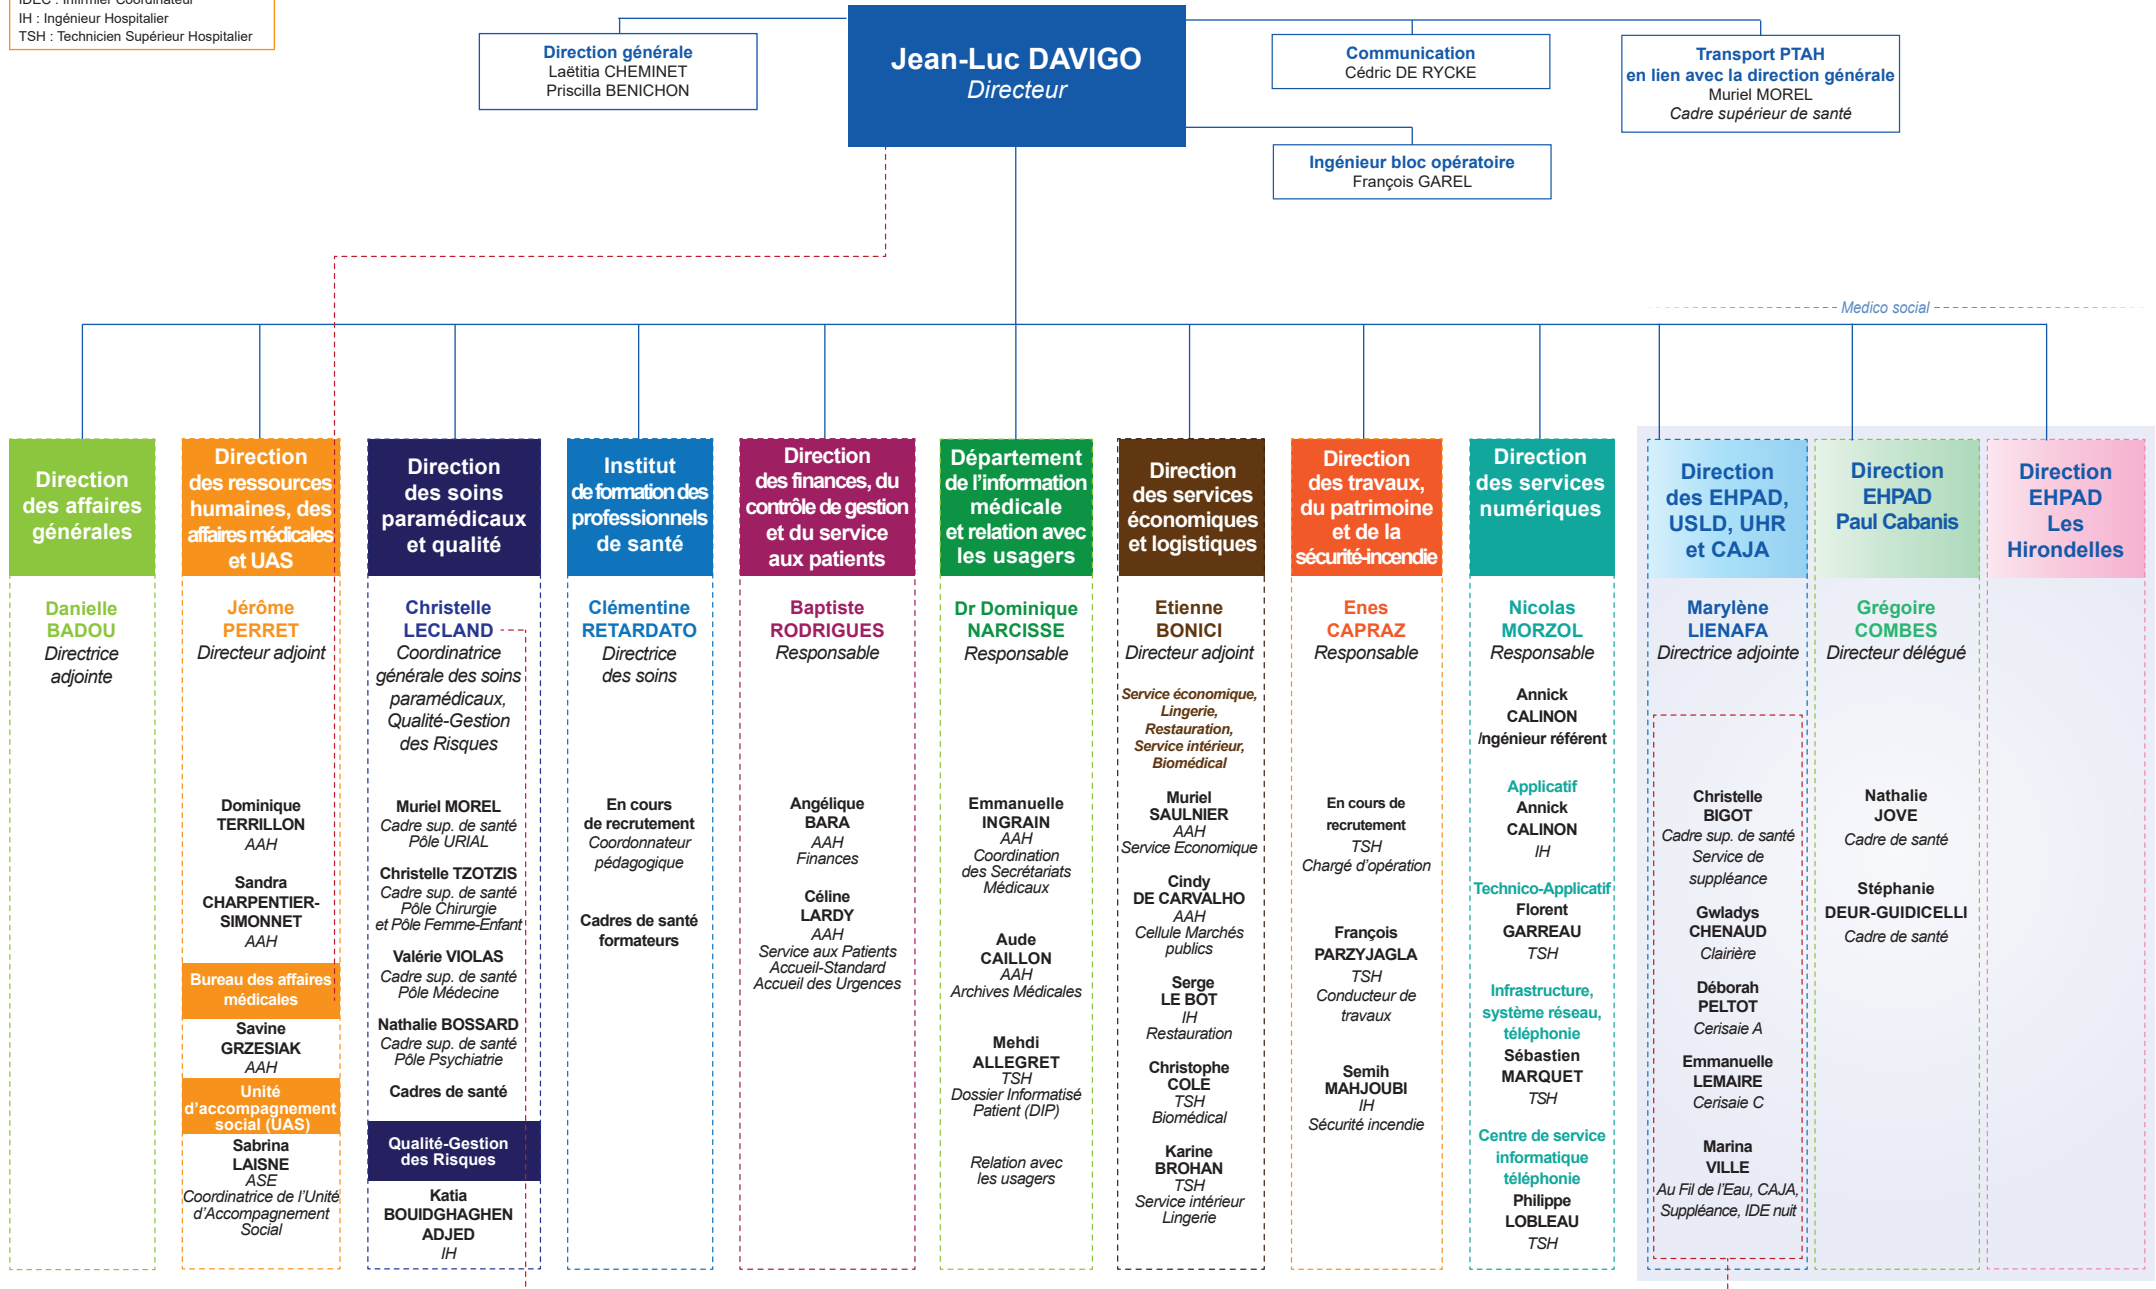 IDEC : Infirmier Coordinateur
IH : Ingénieur Hospitalier
TSH : Technicien Supérieur Hospitalier
Direction générale
Laëtitia CHEMINET
Priscilla BENICHON
Jean-Luc DAVIGO
Directeur
Communication
Cédric DE RYCKE
Transport PTAH
en lien avec la direction générale
Muriel MOREL
Cadre supérieur de santé
Ingénieur bloc opératoire
François GAREL
Medico social
Direction
des affaires
générales
Danielle
BADOU
Directrice
adjointe
Direction
des ressources
humaines, des
affaires médicales
et UAS
Jérôme
PERRET
Directeur adjoint
Dominique
TERRILLON
AAH
Sandra
CHARPENTIER-
SIMONNET
AAH
Bureau des affaires
médicales
Savine
GRZESIAK
AAH
Unité
d'accompagnement
social (UAS)
Sabrina
LAISNE
ASE
Coordinatrice de l'Unité
d'Accompagnement
Social
Direction
des soins
paramédicaux
et qualité
Christelle
LECLAND
Coordinatrice
générale des soins
paramédicaux,
Qualité-Gestion
des Risques
Muriel MOREL
Cadre sup. de santé
Pôle URIAL
Christelle TZOTZIS
Cadre sup. de santé
Pôle Chirurgie
et Pôle Femme-Enfant
Valérie VIOLAS
Cadre sup. de santé
Pôle Médecine
Nathalie BOSSARD
Cadre sup. de santé
Pôle Psychiatrie
Cadres de santé
Qualité-Gestion
des Risques
Katia
BOUIDGHAGHEN
ADJED
IH
Institut
de formation des
professionnels
de santé
Clémentine
RETARDATO
Directrice
des soins
En cours
de recrutement
Coordonnateur
pédagogique
Cadres de santé
formateurs
Direction
des finances, du
contrôle de gestion
et du service
aux patients
Baptiste
RODRIGUES
Responsable
Angélique
BARA
AAH
Finances
Céline
LARDY
AAH
Service aux Patients
Accueil-Standard
Accueil des Urgences
Département
de l'information
médicale
et relation avec
les usagers
Dr Dominique
NARCISSE
Responsable
Emmanuelle
INGRAIN
AAH
Coordination
des Secrétariats
Médicaux
Aude
CAILLON
AAH
Archives Médicales
Mehdi
ALLEGRET
TSH
Dossier Informatisé
Patient (DIP)
Relation avec
les usagers
Direction
des services
économiques
et logistiques
Etienne
BONICI
Directeur adjoint
Service économique,
Lingerie,
Restauration,
Service intérieur,
Biomédical
Muriel
SAULNIER
AAH
Service Economique
Cindy
DE CARVALHO
AAH
Cellule Marchés
publics
Serge
LE BOT
IH
Restauration
Christophe
COLE
TSH
Biomédical
Karine
BROHAN
TSH
Service intérieur
Lingerie
Direction
des travaux,
du patrimoine
et de la
sécurité-incendie
Enes
CAPRAZ
Responsable
En cours de
recrutement
TSH
Chargé d'opération
François
PARZYJAGLA
TSH
Conducteur de
travaux
Semih
MAHJOUBI
IH
Sécurité incendie
Direction
des services
numériques
Nicolas
MORZOL
Responsable
Annick
CALINON
Ingénieur référent
Applicatif
Annick
CALINON
IH
Technico-Applicatif
Florent
GARREAU
TSH
Infrastructure,
système réseau,
téléphonie
Sébastien
MARQUET
TSH
Centre de service
informatique
téléphonie
Philippe
LOBLEAU
TSH
Direction
des EHPAD,
USLD, UHR
et CAJA
Marylène
LIENAFA
Directrice adjointe
Christelle
BIGOT
Cadre sup. de santé
Service de
suppléance
Gwladys
CHENAUD
Clairière
Déborah
PELTOT
Cerisaie A
Emmanuelle
LEMAIRE
Cerisaie C
Marina
VILLE
Au Fil de l'Eau, CAJA,
Suppléance, IDE nuit
Direction
EHPAD
Paul Cabanis
Grégoire
COMBES
Directeur délégué
Nathalie
JOVE
Cadre de santé
Stéphanie
DEUR-GUIDICELLI
Cadre de santé
Direction
EHPAD
Les
Hirondelles